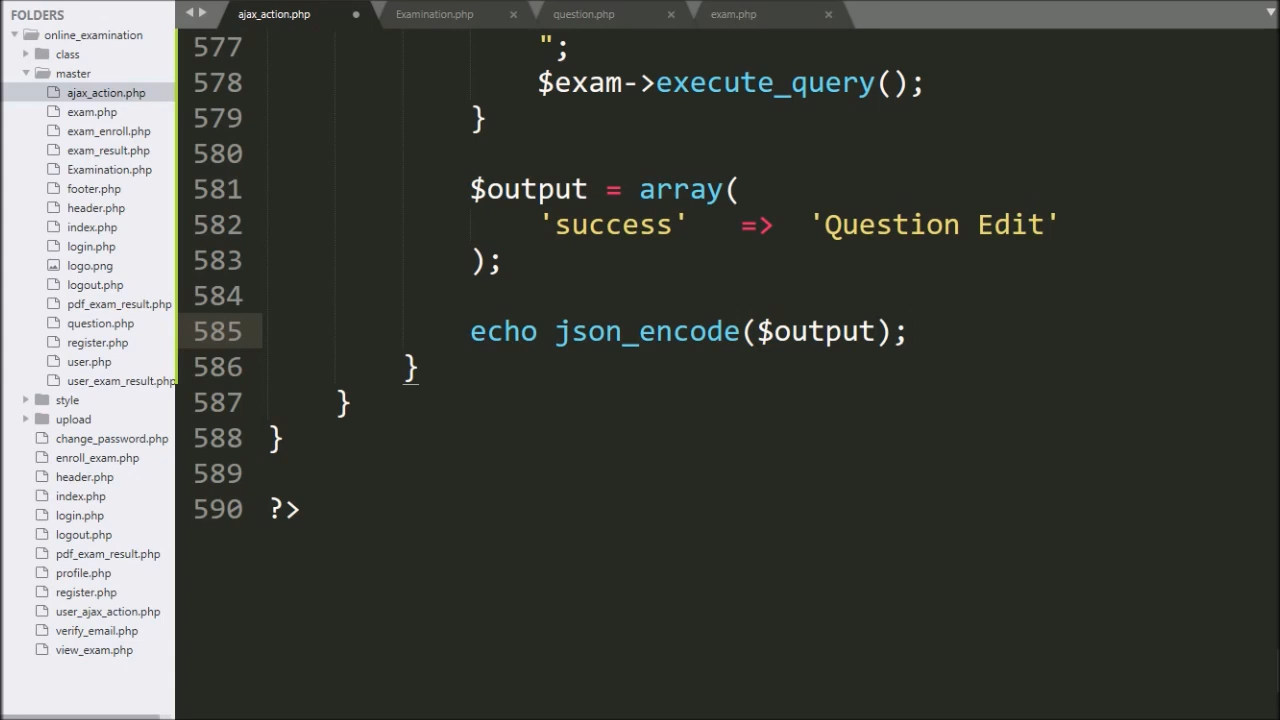 FOLDERS
online_examination
class
master
ajax_action.php
exam.php
exam_enroll.php
exam_result.php
Examination.php
footer.php
header.php
index.php
login.php
logo.png
logout.php
pdf_exam_result.php
question.php
register.php
user.php
user_exam_result.php
style
upload
change_password.php
enroll_exam.php
header.php
index.php
login.php
logout.php
pdf_exam_result.php
profile.php
register.php
user_ajax_action.php
verify_email.php
view_exam.php
ajax_action.php Examination.php question.php exam.php
577 ";
578 $exam->execute_query();
579 }
580
581 $output = array(
582 'success' => 'Question Edit'
583 );
584
585 echo json_encode($output);
586 }
587 }
588 }
589
590 ?>